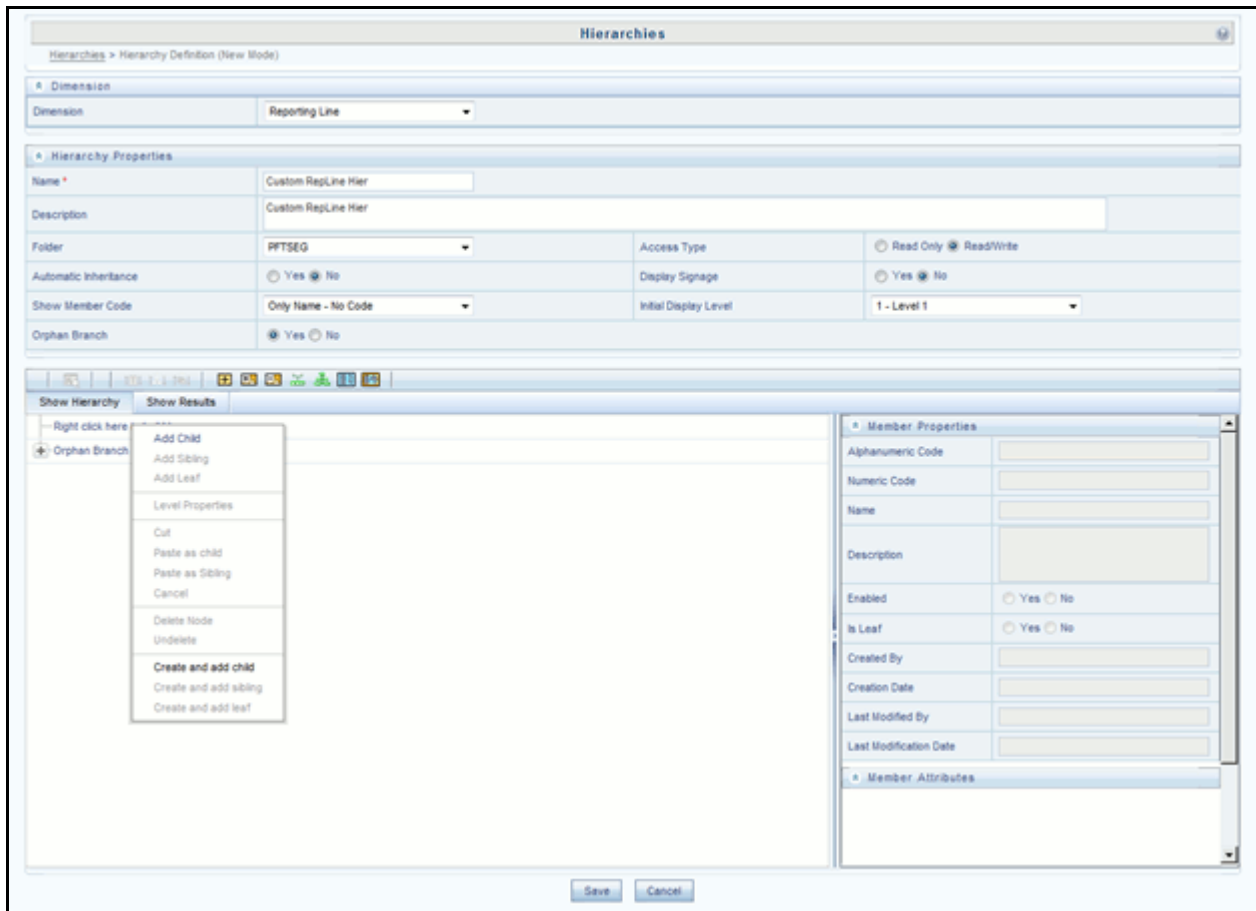 Hierarchies
Hierarchies > Hierarchy Definition (New Mode)
Dimension
Dimension Reporting Line
Hierarchy Properties
Name * Custom RepLine Hier
Description Custom RepLine Hier
Folder PFTSEG Access Type Read Only Read/Write
Automatic Inheritance Yes No Display Signage Yes No
Show Member Code Only Name - No Code Initial Display Level 1 - Level 1
Orphan Branch Yes No
Show Hierarchy Show Results
Right click here
Orphan Branch
Add Child
Add Sibling
Add Leaf
Level Properties
Cut
Paste as child
Paste as Sibling
Cancel
Delete Node
Undelete
Create and add child
Create and add sibling
Create and add leaf
Member Properties
Alphanumeric Code
Numeric Code
Name
Description
Enabled Yes No
Is Leaf Yes No
Created By
Creation Date
Last Modified By
Last Modification Date
Member Attributes
Save Cancel